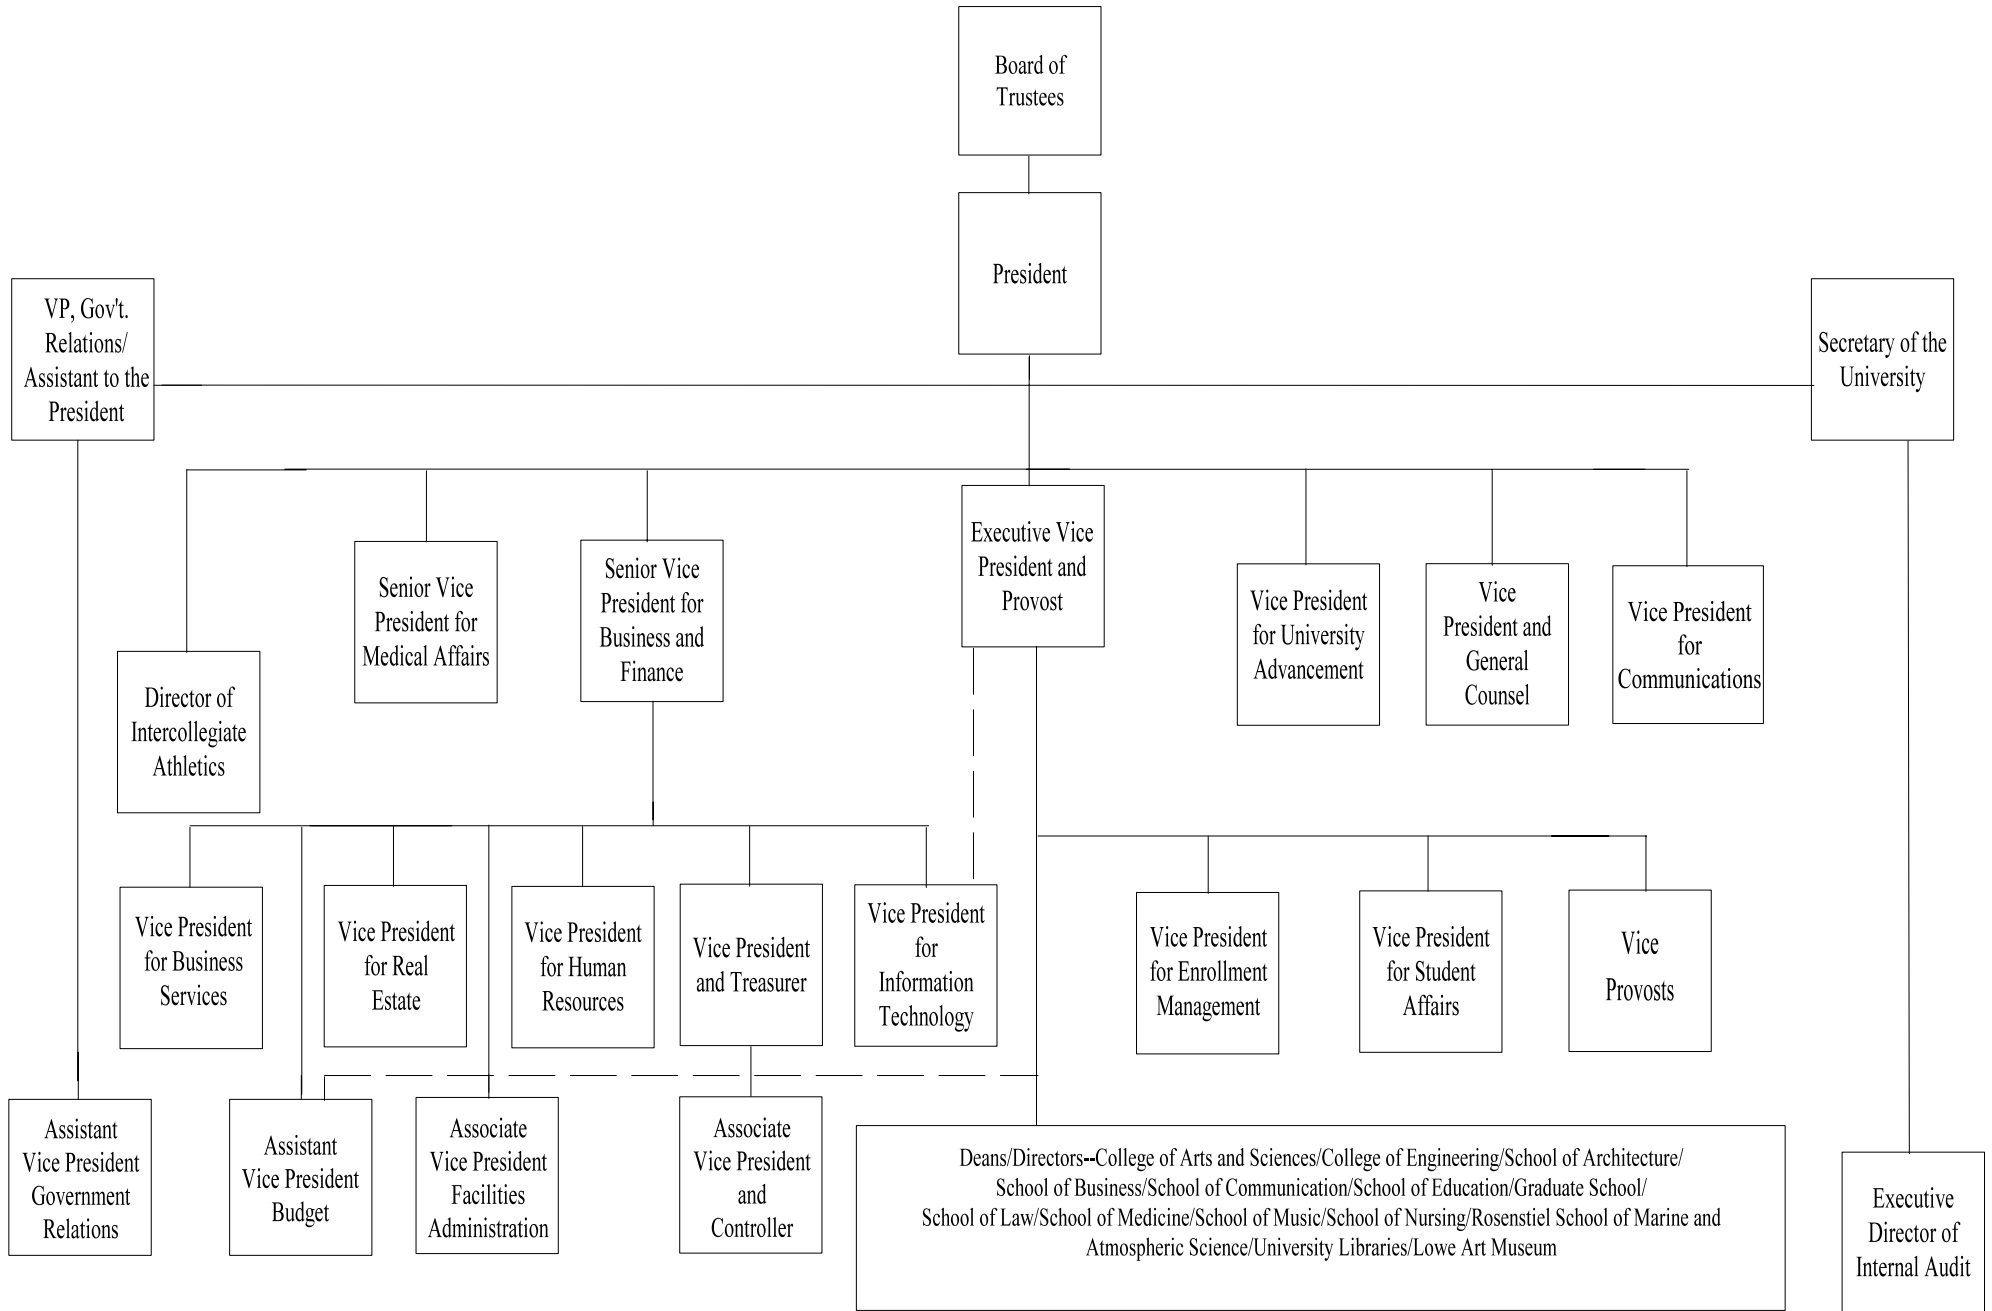 Board of
Trustees
President
VP, Gov't.
Relations/
Assistant to the
President
Secretary of the
University
Executive Vice
President and
Provost
Senior Vice
President for
Medical Affairs
Senior Vice
President for
Business and
Finance
Vice President
for University
Advancement
Vice
President and
General
Counsel
Vice President
for
Communications
Director of
Intercollegiate
Athletics
Vice President
for Business
Services
Vice President
for Real
Estate
Vice President
for Human
Resources
Vice President
and Treasurer
Vice President
for
Information
Technology
Vice President
for Enrollment
Management
Vice President
for Student
Affairs
Vice
Provosts
Assistant
Vice President
Government
Relations
Assistant
Vice President
Budget
Associate
Vice President
Facilities
Administration
Associate
Vice President
and
Controller
Deans/Directors--College of Arts and Sciences/College of Engineering/School of Architecture/
School of Business/School of Communication/School of Education/Graduate School/
School of Law/School of Medicine/School of Music/School of Nursing/Rosenstiel School of Marine and
Atmospheric Science/University Libraries/Lowe Art Museum
Executive
Director of
Internal Audit